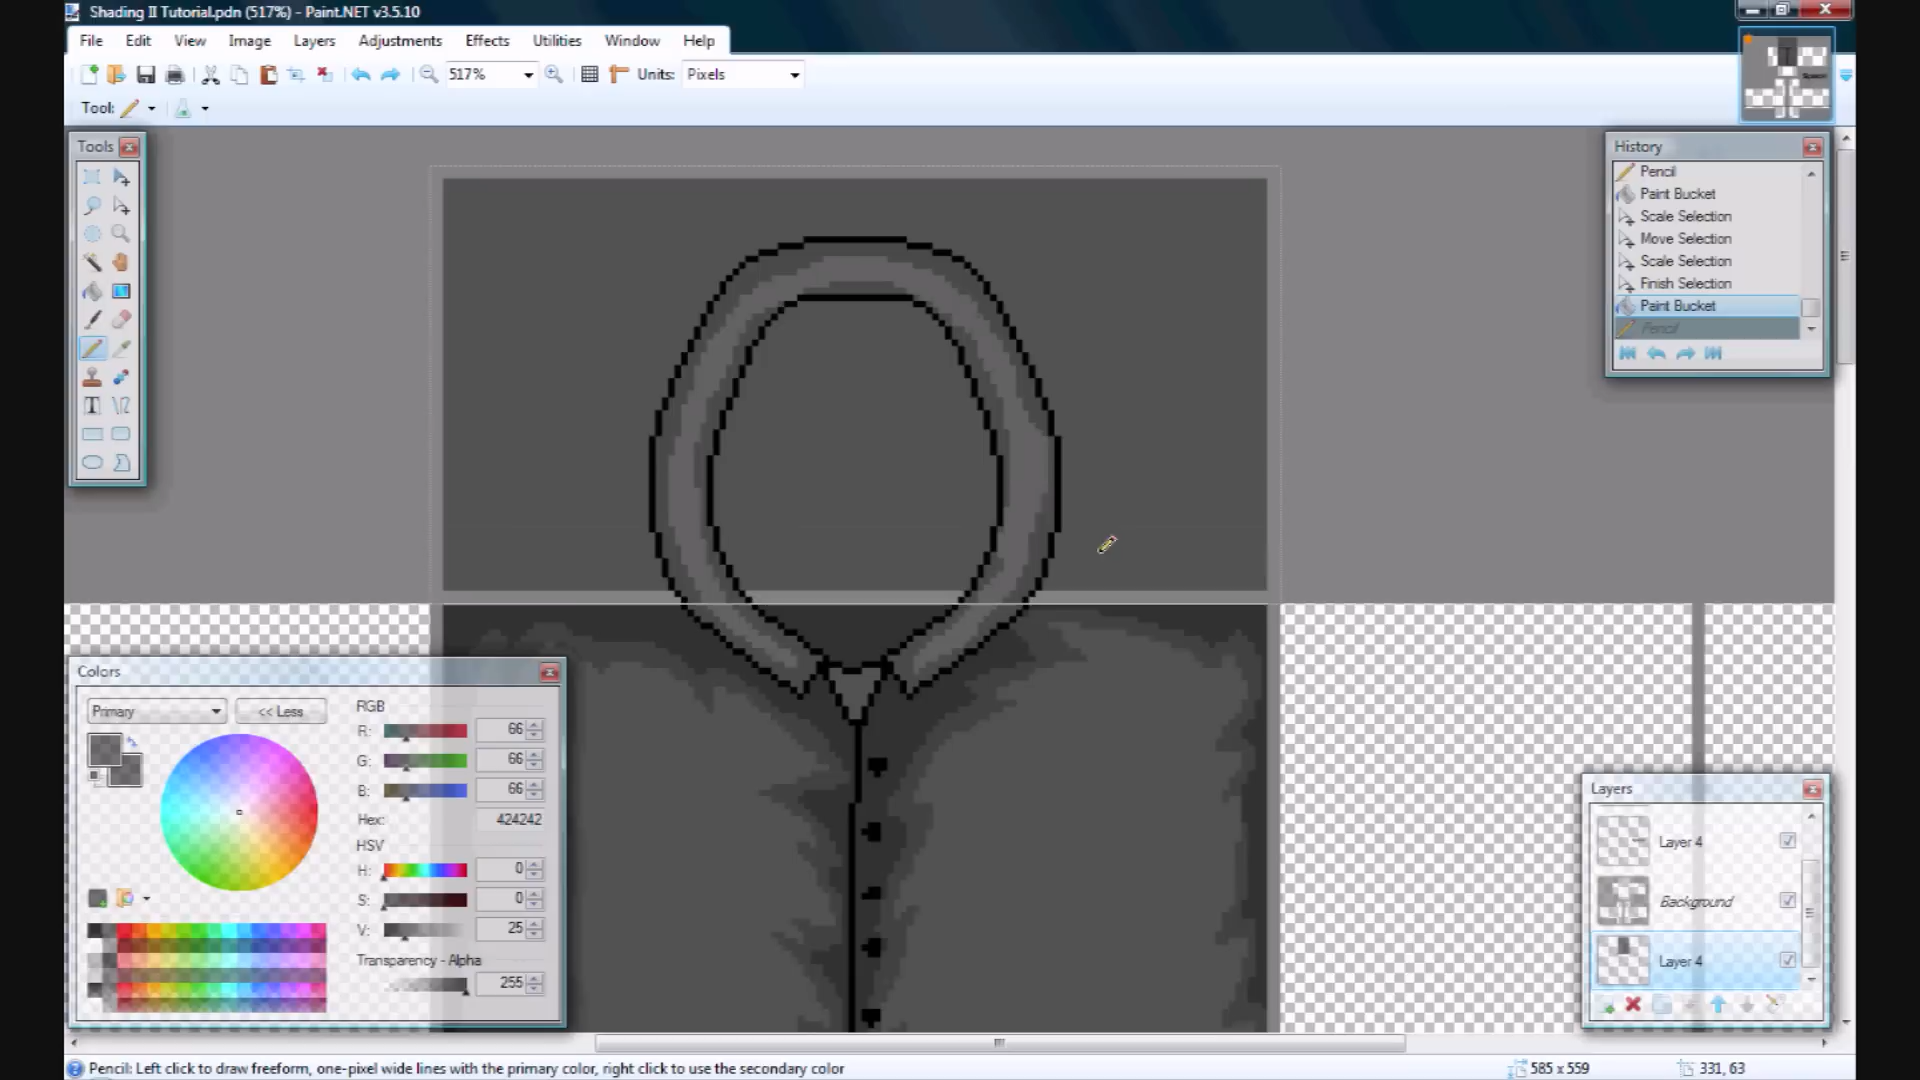 Shading II Tutorial.pdn (517%) - Paint.NET v3.5.10
File Edit View Image Layers Adjustments Effects Utilities Window Help
517% Units: Pixels
Tool:
Tools
History
Pencil
Paint Bucket
Scale Selection
Move Selection
Scale Selection
Finish Selection
Paint Bucket
Pencil
Colors
Primary << Less
RGB
R: 66
G: 66
B: 66
Hex: 424242
HSV
H: 0
S: 0
V: 25
Transparency - Alpha
255
Layers
Layer 4
Background
Layer 4
Pencil: Left click to draw freeform, one-pixel wide lines with the primary color, right click to use the secondary color
585 x 559 331, 63